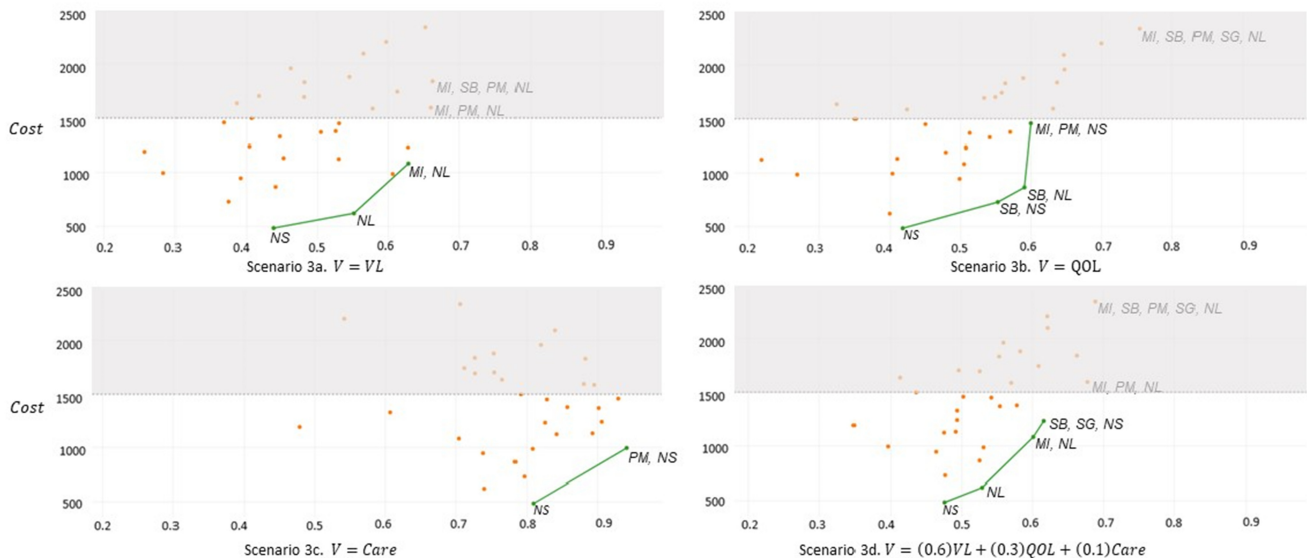 2500
2000
MI, SB, PM, NL
MI, PM, NL
1500
Cost
1000
MI, NL
500
NL
NS
0.2 0.3 0.4 0.5 0.6 0.7 0.8 0.9
Scenario 3a. V = VL
2500
MI, SB, PM, SG, NL
2000
1500
MI, PM, NS
1000
SB, NL
SB, NS
500
NS
0.2 0.3 0.4 0.5 0.6 0.7 0.8 0.9
Scenario 3b. V = QOL
2500
2000
1500
Cost
1000
PM, NS
500
NS
0.2 0.3 0.4 0.5 0.6 0.7 0.8 0.9
Scenario 3c. V = Care
2500
MI, SB, PM, SG, NL
2000
MI, PM, NL
1500
SB, SG, NS
MI, NL
1000
NL
500
NS
0.2 0.3 0.4 0.5 0.6 0.7 0.8 0.9
Scenario 3d. V = (0.6)VL + (0.3)QOL + (0.1)Care